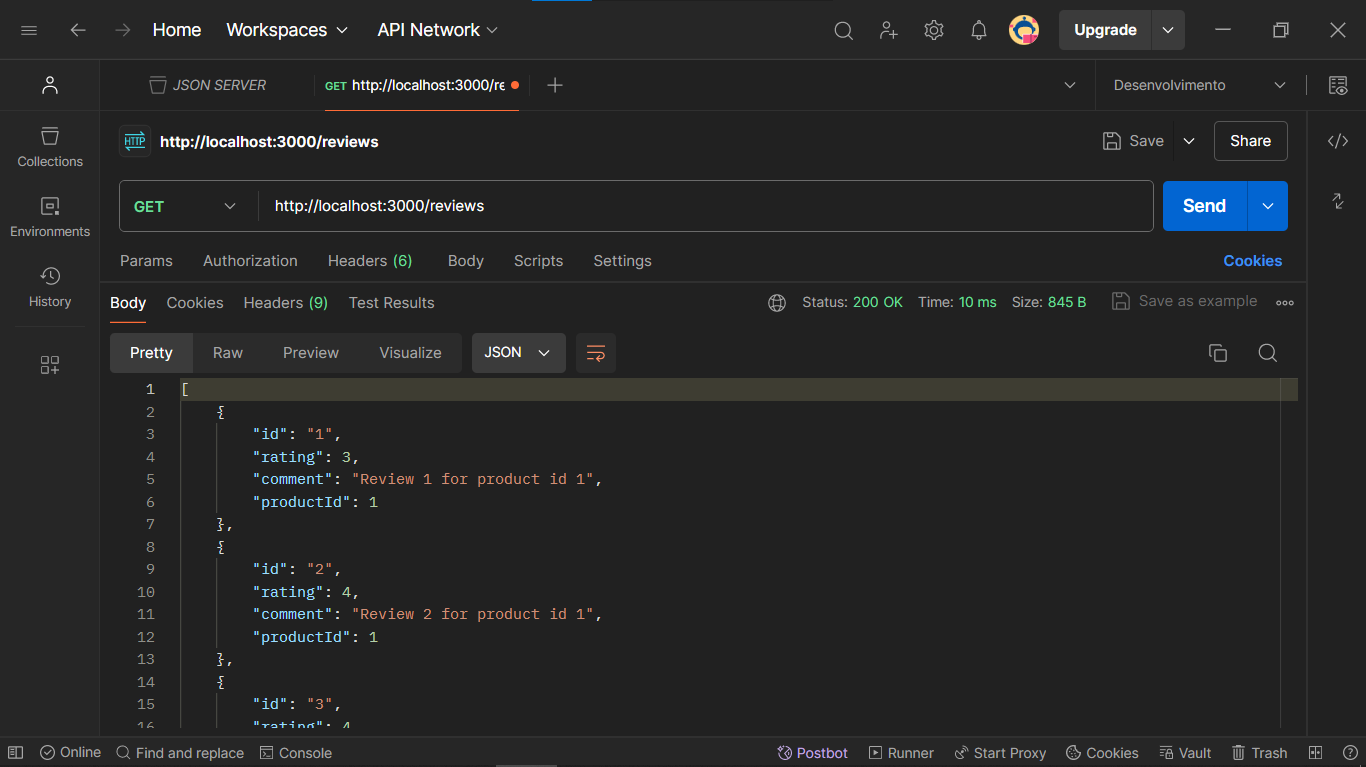 Home Workspaces API Network Upgrade
JSON SERVER GET http://localhost:3000/re Desenvolvimento
HTTP http://localhost:3000/reviews Save Share
Collections
GET http://localhost:3000/reviews Send
Environments
Params Authorization Headers (6) Body Scripts Settings Cookies
History
Body Cookies Headers (9) Test Results Status: 200 OK Time: 10 ms Size: 845 B Save as example
Pretty Raw Preview Visualize JSON
1 [
2 {
3 "id": "1",
4 "rating": 3,
5 "comment": "Review 1 for product id 1",
6 "productId": 1
7 },
8 {
9 "id": "2",
10 "rating": 4,
11 "comment": "Review 2 for product id 1",
12 "productId": 1
13 },
14 {
15 "id": "3",
16 "rating": 4
Online Find and replace Console Postbot Runner Start Proxy Cookies Vault Trash